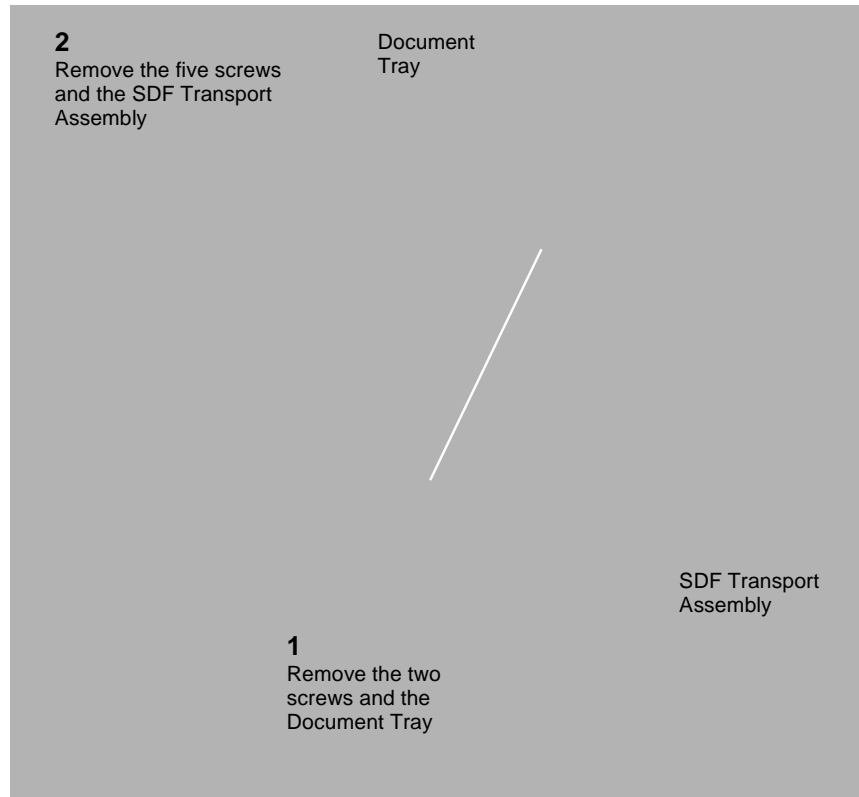 2
Remove the five screws
and the SDF Transport
Assembly
Document
Tray
SDF Transport
Assembly
1
Remove the two
screws and the
Document Tray